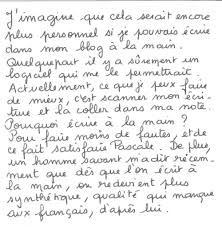 J'imagine que cela serait encore
plus personnel si je pouvais écrire
dans mon blog à la main.
Quelque part il y a sûrement un
logiciel qui me le permettrait.
Actuellement, ce que je peux faire
de mieux, c'est scanner mon écri-
ture et la coller dans ma note.
Pourquoi écrire à la main ?
Pour faire moins de fautes, et de
ce fait satisfaire Pascale. De plus,
un homme savant m'a dit récem-
ment que dès que l'on écrit à
la main, on redevient plus
synthétique, qualité qui manque
aux français, d'après lui.